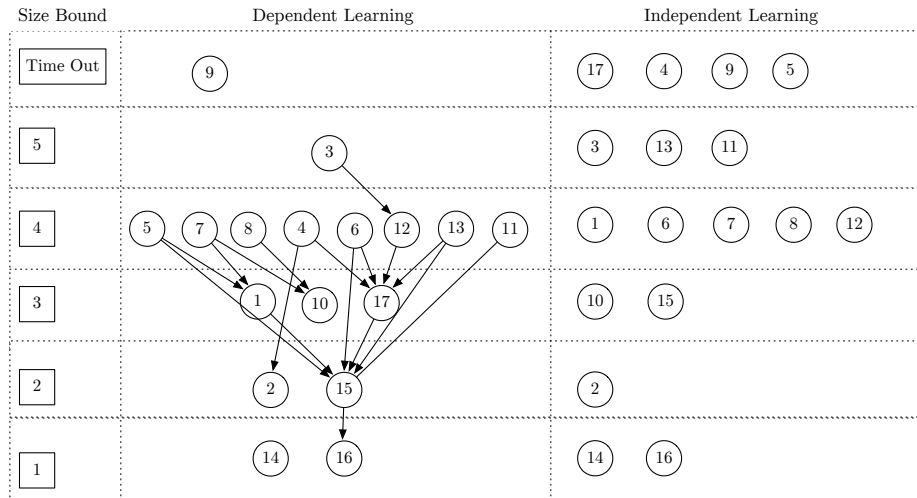 Size Bound Dependent Learning Independent Learning
Time Out 9 17 4 9 5
5 3 3 13 11
4 5 7 8 4 6 12 13 11 1 6 7 8 12
3 1 10 17 10 15
2 2 15 2
1 14 16 14 16